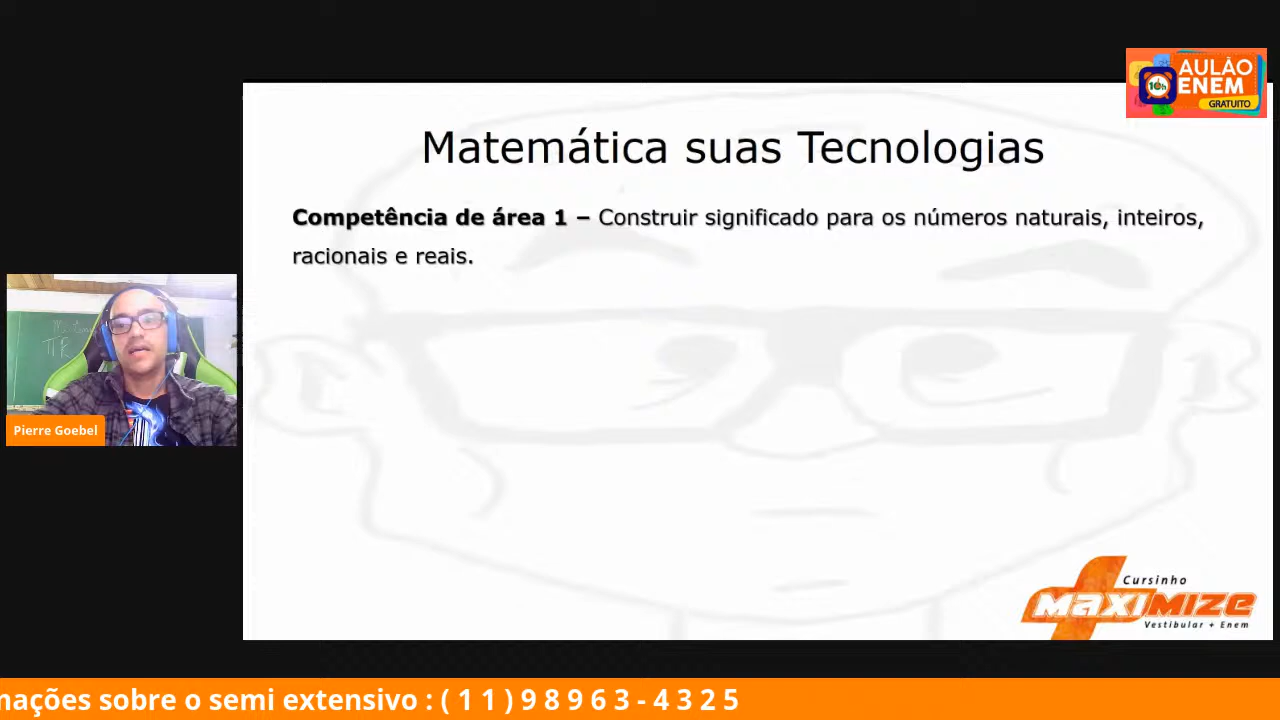 AULÃO
ENEM
10h
GRATUITO
Matemática suas Tecnologias
Competência de área 1 – Construir significado para os números naturais, inteiros,
racionais e reais.
Pierre Goebel
Cursinho
MAXIMIZE
Vestibular + Enem
mações sobre o semi extensivo : ( 1 1 ) 9 8 9 6 3 - 4 3 2 5